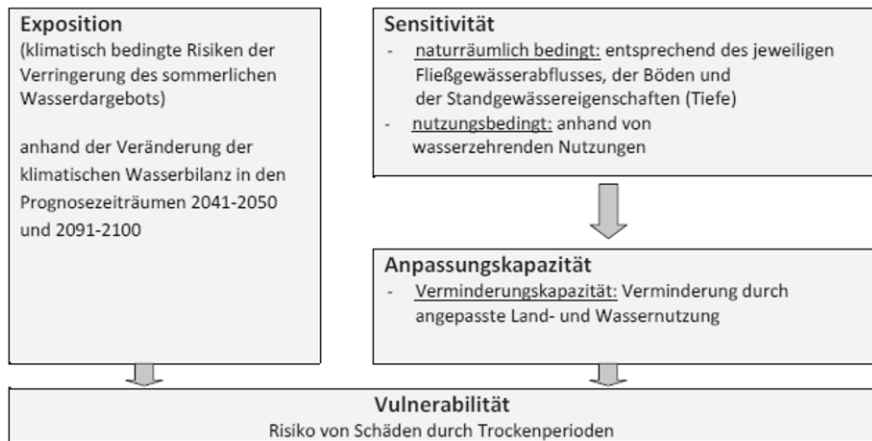 Exposition
(klimatisch bedingte Risiken der
Verringerung des sommerlichen
Wasserdargebots)
anhand der Veränderung der
klimatischen Wasserbilanz in den
Prognosezeiträumen 2041-2050
und 2091-2100
Sensitivität
- naturräumlich bedingt: entsprechend des jeweiligen
Fließgewässerabflusses, der Böden und
der Standgewässereigenschaften (Tiefe)
- nutzungsbedingt: anhand von
wasserzehrenden Nutzungen
Anpassungskapazität
- Verminderungskapazität: Verminderung durch
angepasste Land- und Wassernutzung
Vulnerabilität
Risiko von Schäden durch Trockenperioden